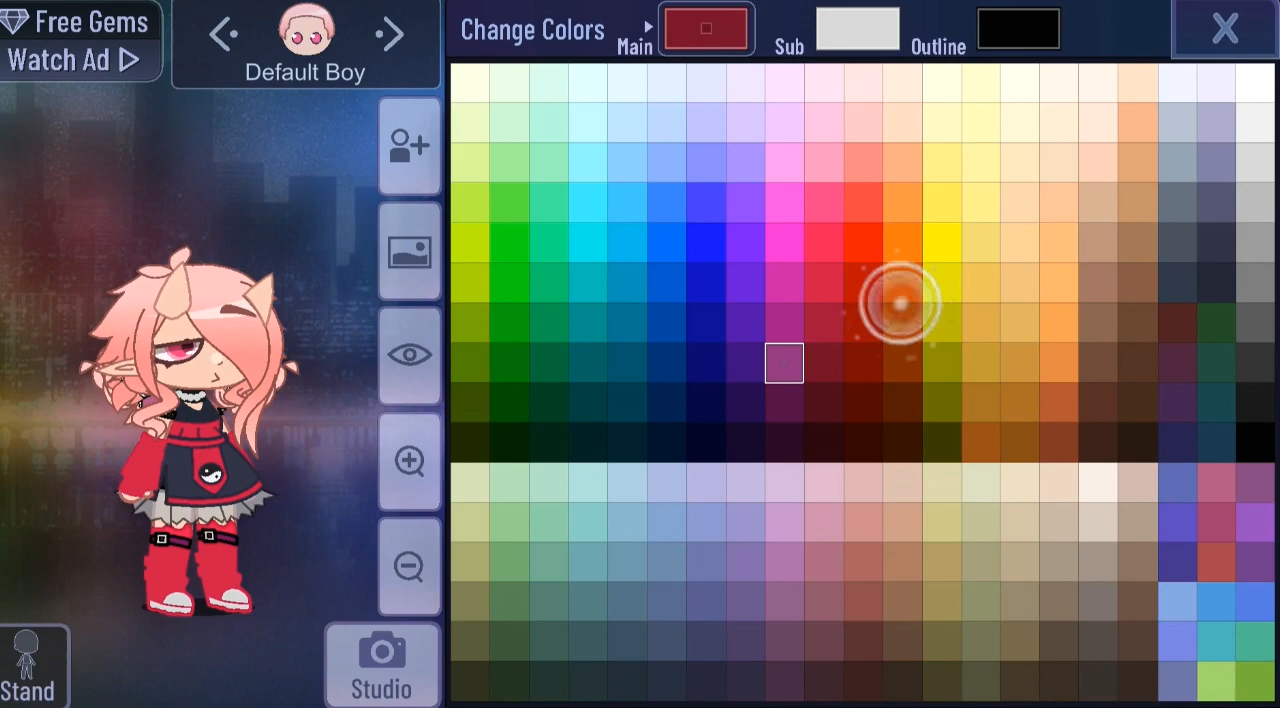 Free Gems
Watch Ad
Default Boy
Change Colors
Main
Sub
Outline
X
Stand
Studio